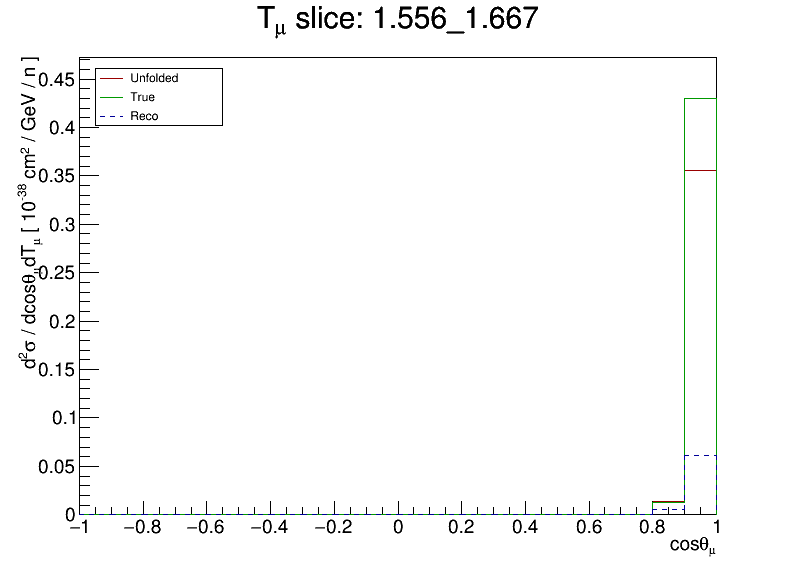 Tμ slice: 1.556_1.667
d²σ / dcosθμdTμ [ 10⁻³⁸ cm² / GeV / n ]
Unfolded
True
Reco
0.45
0.4
0.35
0.3
0.25
0.2
0.15
0.1
0.05
0
−1 −0.8 −0.6 −0.4 −0.2 0 0.2 0.4 0.6 0.8 1
cosθμ